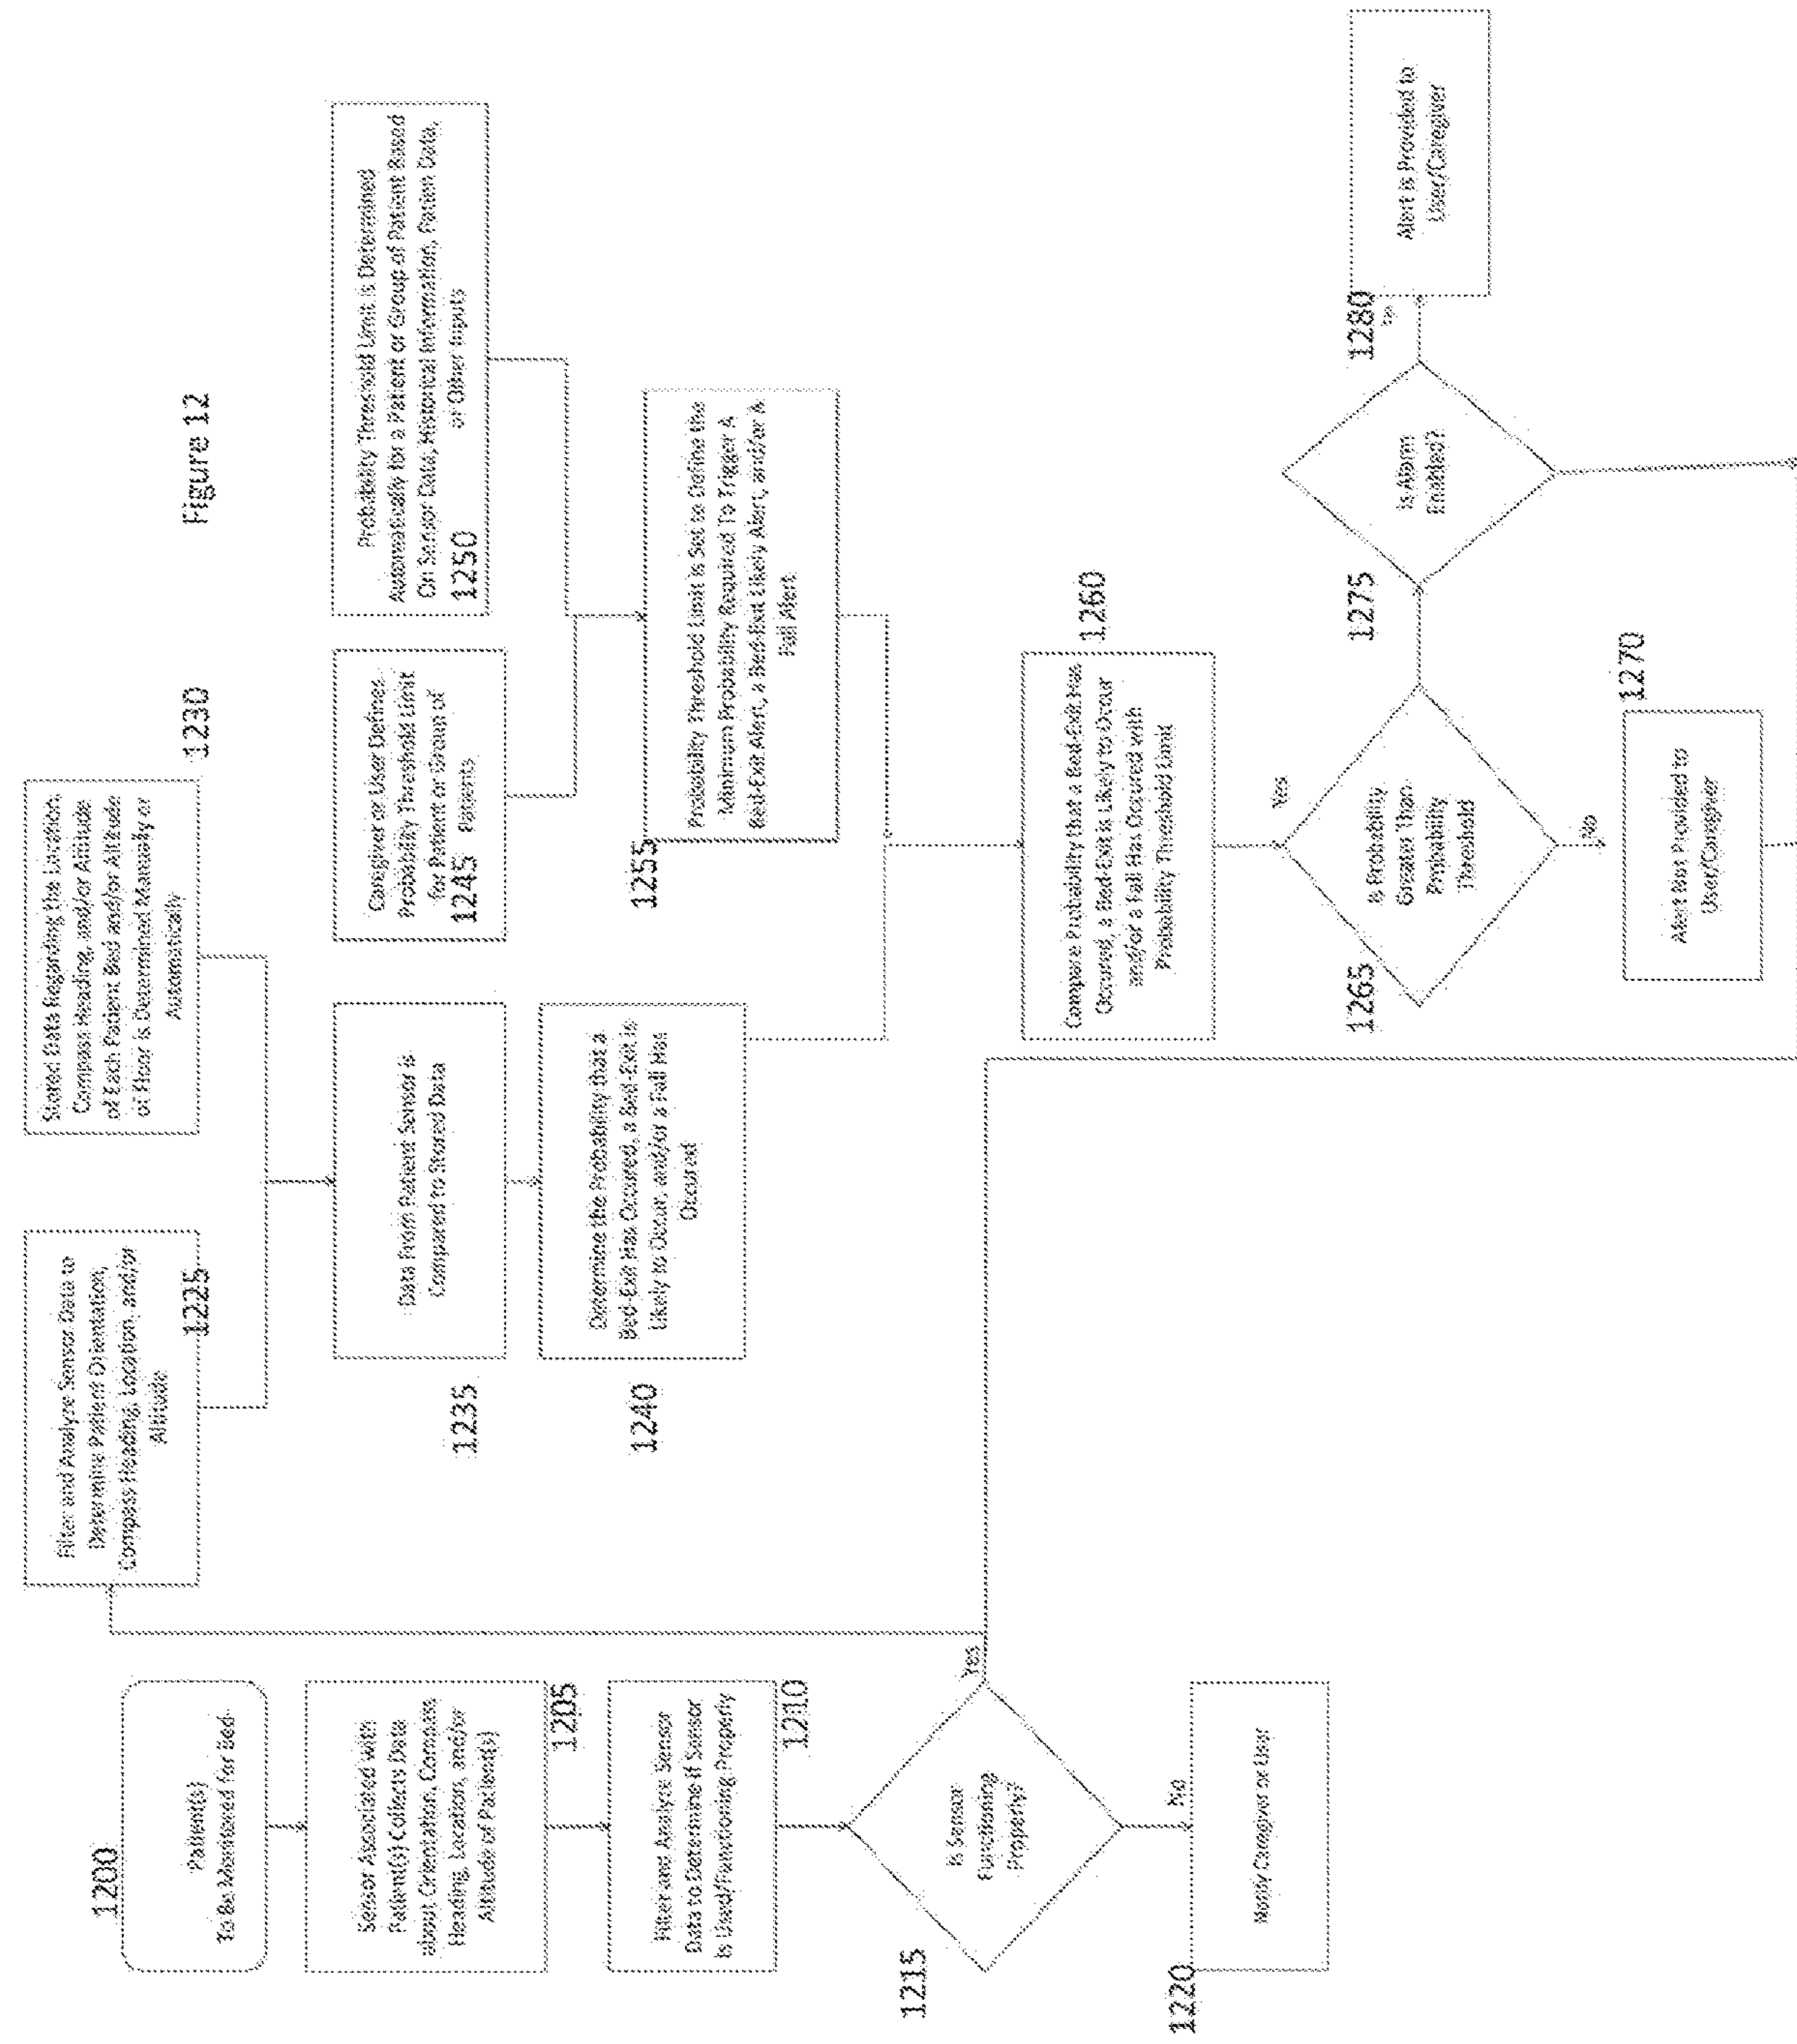 Figure 12
1200
Patient(s)
To Be Monitored for Bed-
Sensor Associated with
Patient(s) Collects Data
about Orientation, Compass
Heading, Location, and/or
Altitude of Patient(s)
1205
Filter and Analyse Sensor
Data to Determine if Sensor
Is Used/Functioning Properly
1210
Is Sensor
Functioning
Properly?
1215
Yes
No
Notify Caregiver or User
1220
Filter and Analyse Sensor Data to
Determine Patient Orientation,
Compass Heading, Location, and/or
Altitude
1225
Stored Data Regarding the Location,
Compass Heading, and/or Altitude
of Each Patient Bed and/or Altitude
of Floor is Determined Manually or
Automatically
1230
Data From Patient Sensor is
Compared to Stored Data
1235
Determine the Probability that a
Bed-Exit Has Occured, a Bed-Exit is
Likely to Occur, and/or a Fall Has
Occured
1240
Caregiver or User Defines
Probability Threshold Limit
for Patient or Group of
Patients
1245
Probability Threshold Limit is Determined
Automatically for a Patient or Group of Patient Based
On Sensor Data, Historical Information, Patien Data,
or Other Inputs
1250
Probability Threshold Limit is Set to Define the
Minimum Probability Required To Trigger A
Bed-Exit Alert, a Bed-Exit Likely Alert, and/or A
Fall Alert
1255
Compare Probability that a Bed-Exit Has
Occured, a Bed-Exit is Likely to Occur
and/or a Fall Has Occured with
Probability Threshold Limit
1260
Is Probability
Greater Than
Probability
Threshold
1265
Yes
No
Alert Not Provided to
User/Caregiver
1270
Is Alarm
Enabled?
1275
Alert is Provided to
User/Caregiver
1280